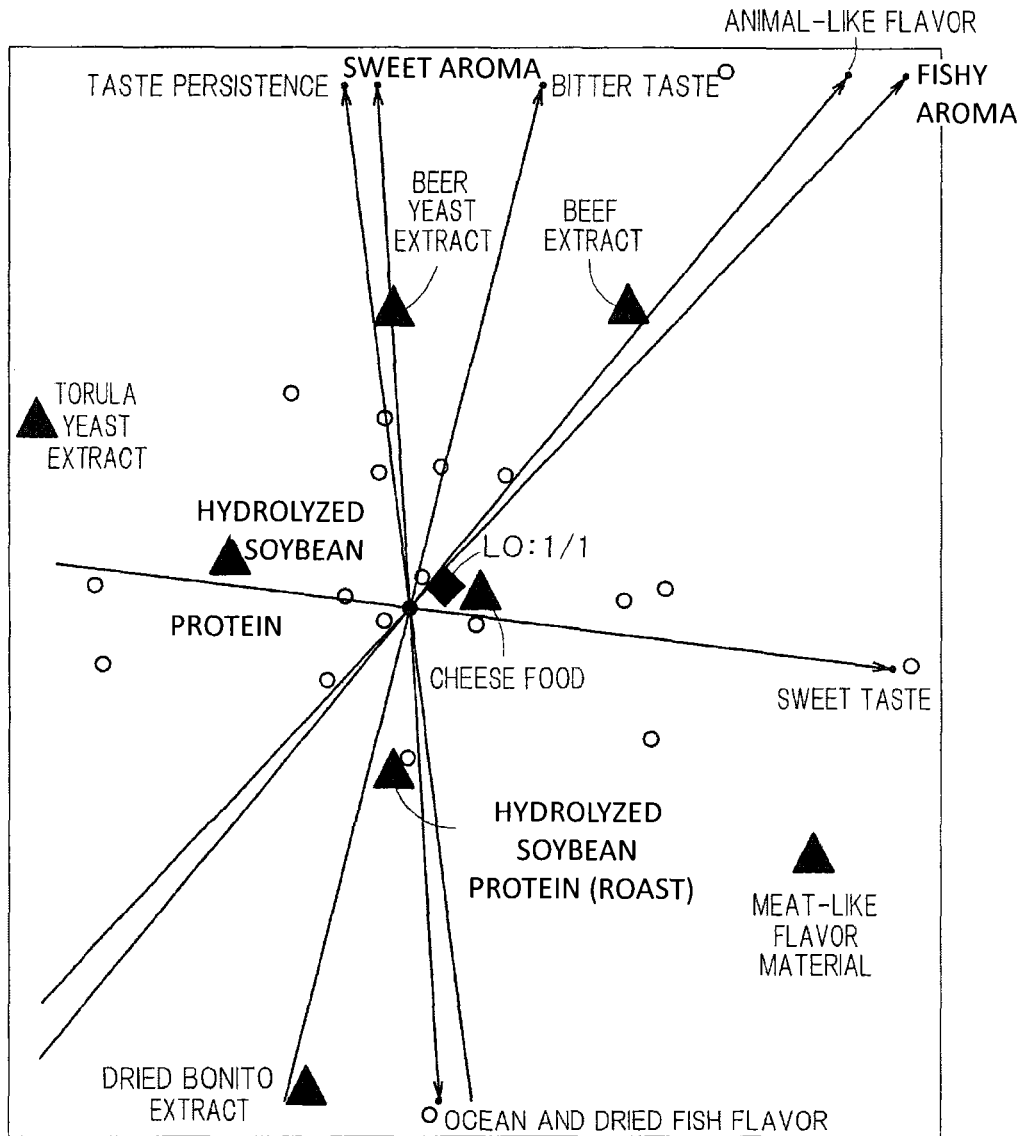 ANIMAL-LIKE FLAVOR
TASTE PERSISTENCE
SWEET AROMA
BITTER TASTE
FISHY
AROMA
BEER
YEAST
EXTRACT
BEEF
EXTRACT
TORULA
YEAST
EXTRACT
HYDROLYZED
SOYBEAN
PROTEIN
LO:1/1
CHEESE FOOD
SWEET TASTE
HYDROLYZED
SOYBEAN
PROTEIN (ROAST)
MEAT-LIKE
FLAVOR
MATERIAL
DRIED BONITO
EXTRACT
OCEAN AND DRIED FISH FLAVOR